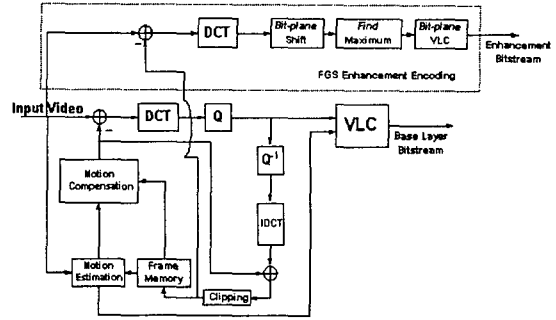 DCT
Bit-plane
Shift
Find
Maximum
Bit-plane
VLC
Enhancement
Bitstream
FGS Enhancement Encoding
Input Video
DCT
Q
VLC
Base Layer
Bitstream
Q-1
Motion
Compensation
IDCT
Motion
Estimation
Frame
Memory
Clipping